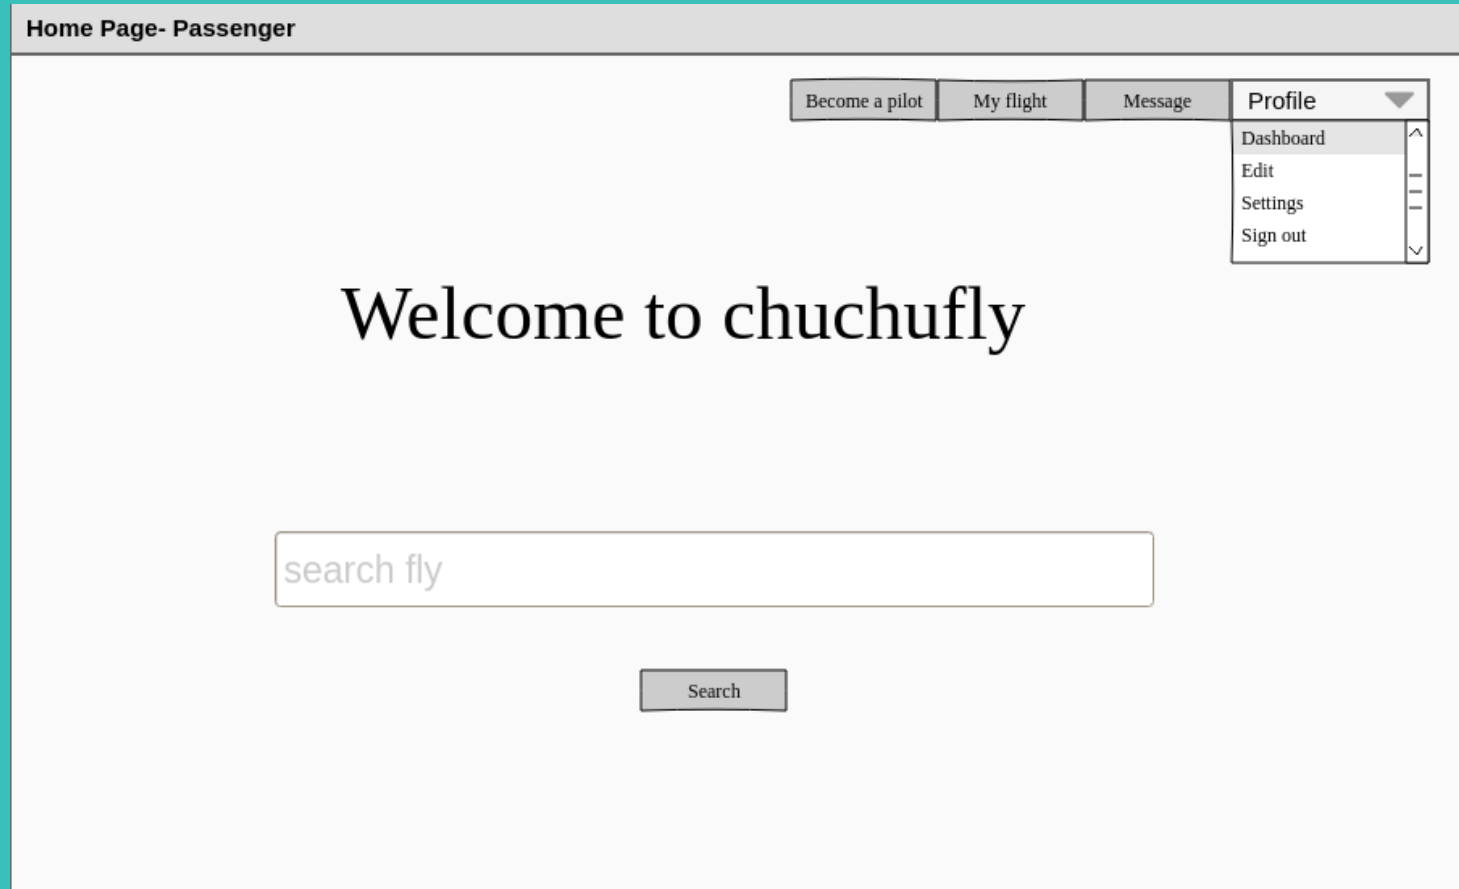 Home Page- Passenger
Become a pilot My flight Message Profile
Dashboard
Edit
Settings
Sign out
Welcome to chuchufly
search fly
Search